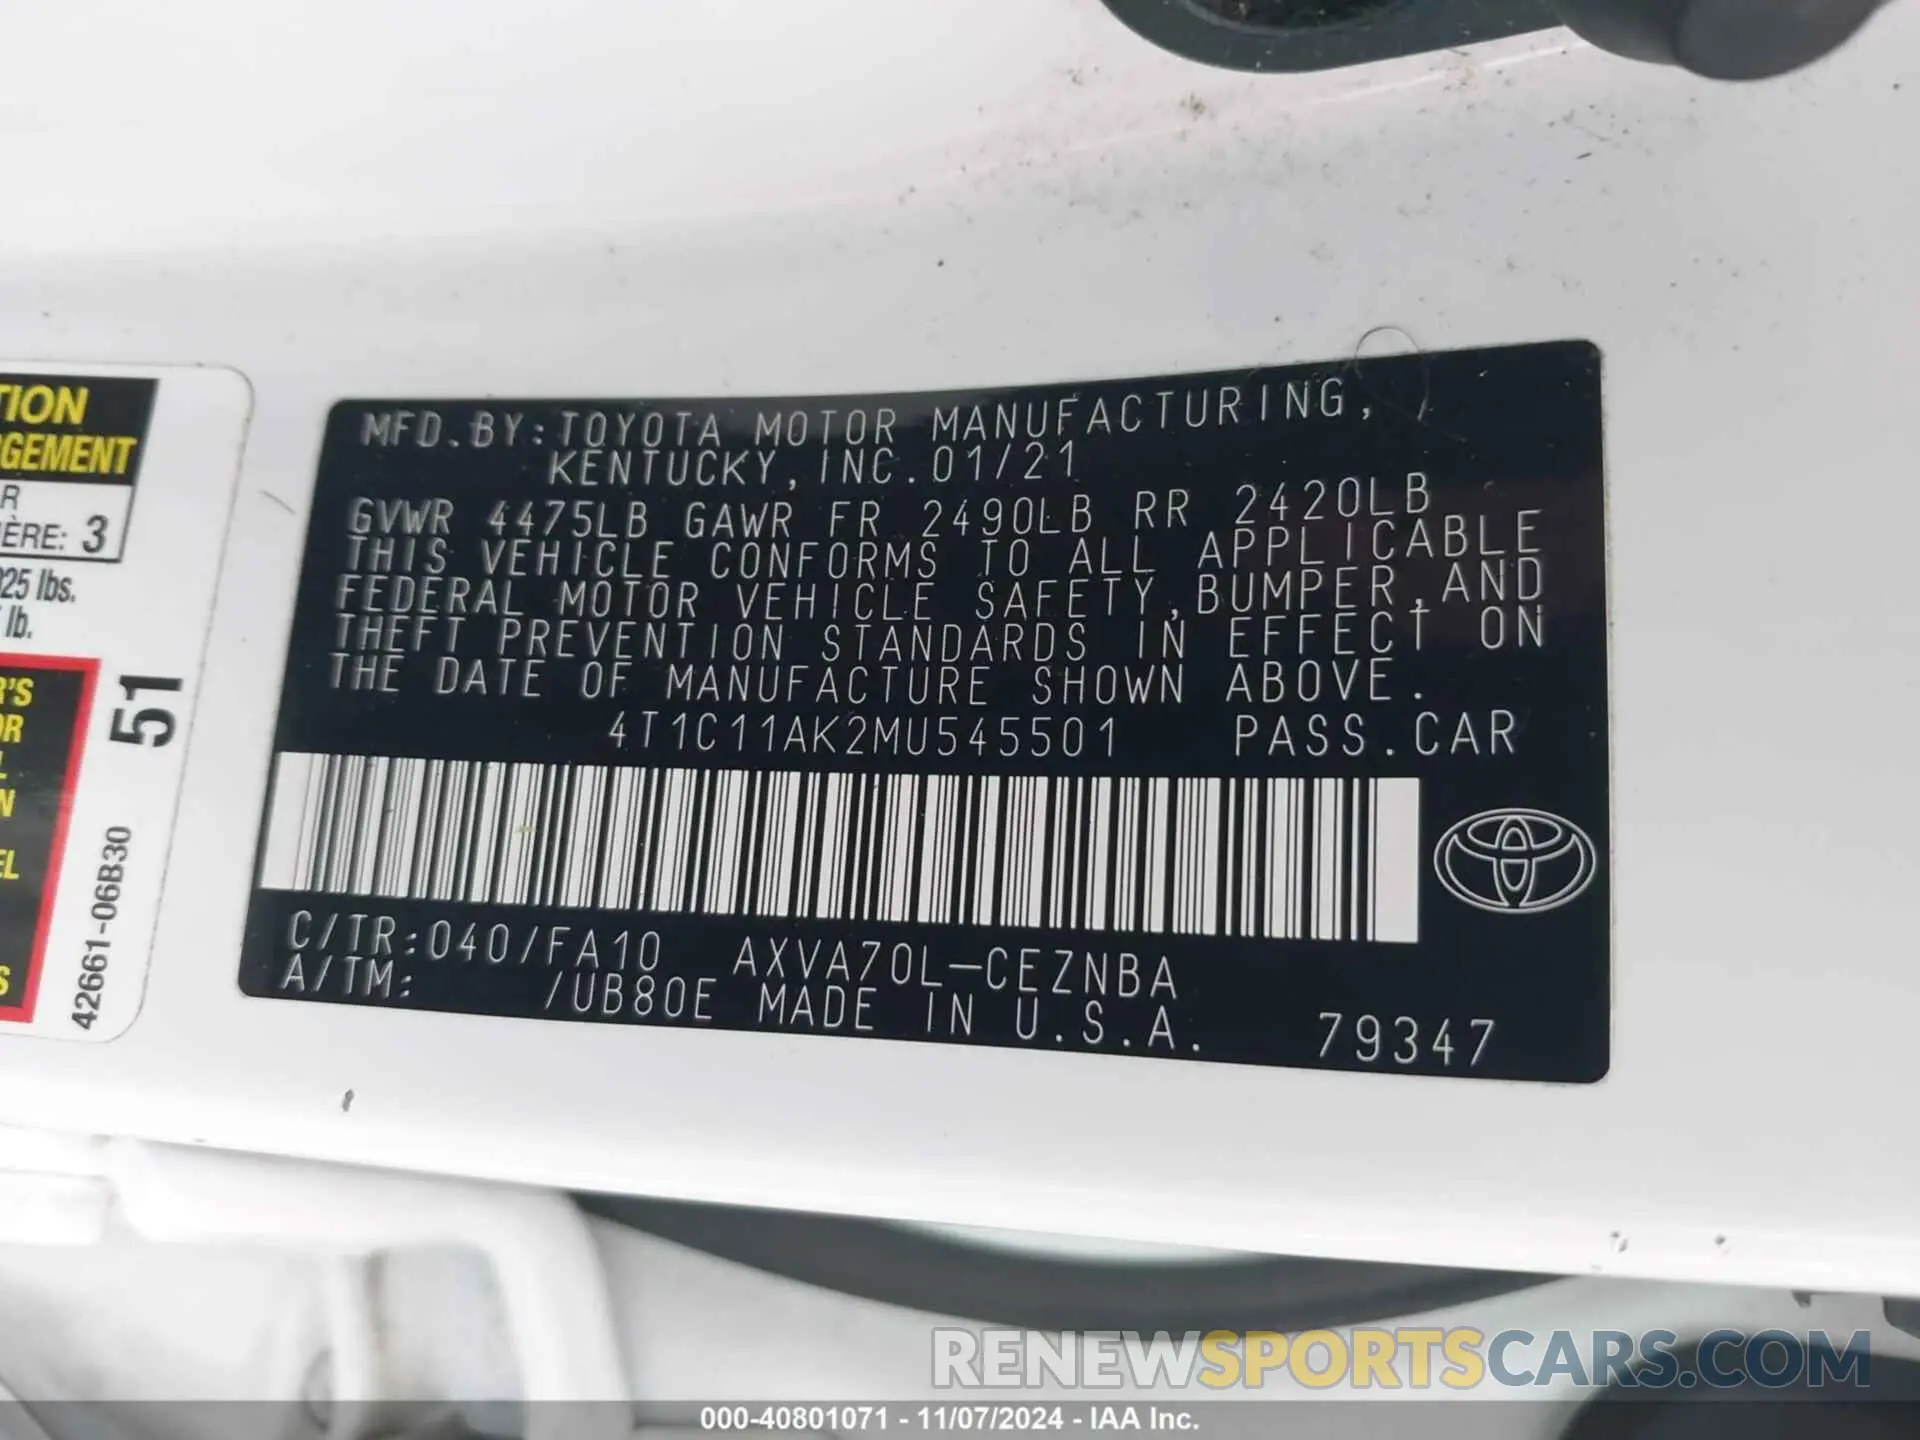 TION
GEMENT
R
ÈRE: 3
025 lbs.
lb.
R'S
OR
L
N
EL
S
51
42661-06B30
MFD.BY:TOYOTA MOTOR MANUFACTURING,
KENTUCKY, INC. 01/21
GVWR 4475LB GAWR FR 2490LB RR 2420LB
THIS VEHICLE CONFORMS TO ALL APPLICABLE
FEDERAL MOTOR VEHICLE SAFETY,BUMPER,AND
THEFT PREVENTION STANDARDS IN EFFECT ON
THE DATE OF MANUFACTURE SHOWN ABOVE.
4T1C11AK2MU545501 PASS.CAR
C/TR:040/FA10 AXVA70L-CEZNBA
A/TM: /UB80E MADE IN U.S.A. 79347
RENEWSPORTSCARS.COM
000-40801071 - 11/07/2024 - IAA Inc.